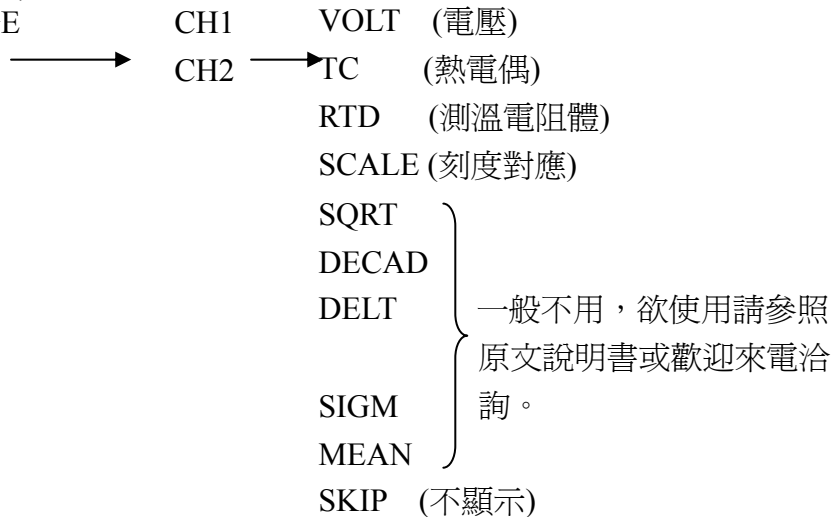 E CH1 VOLT (電壓)
CH2 TC (熱電偶)
RTD (測溫電阻體)
SCALE (刻度對應)
SQRT
DECAD
DELT 一般不用，欲使用請參照
原文說明書或歡迎來電洽
SIGM 詢。
MEAN
SKIP (不顯示)